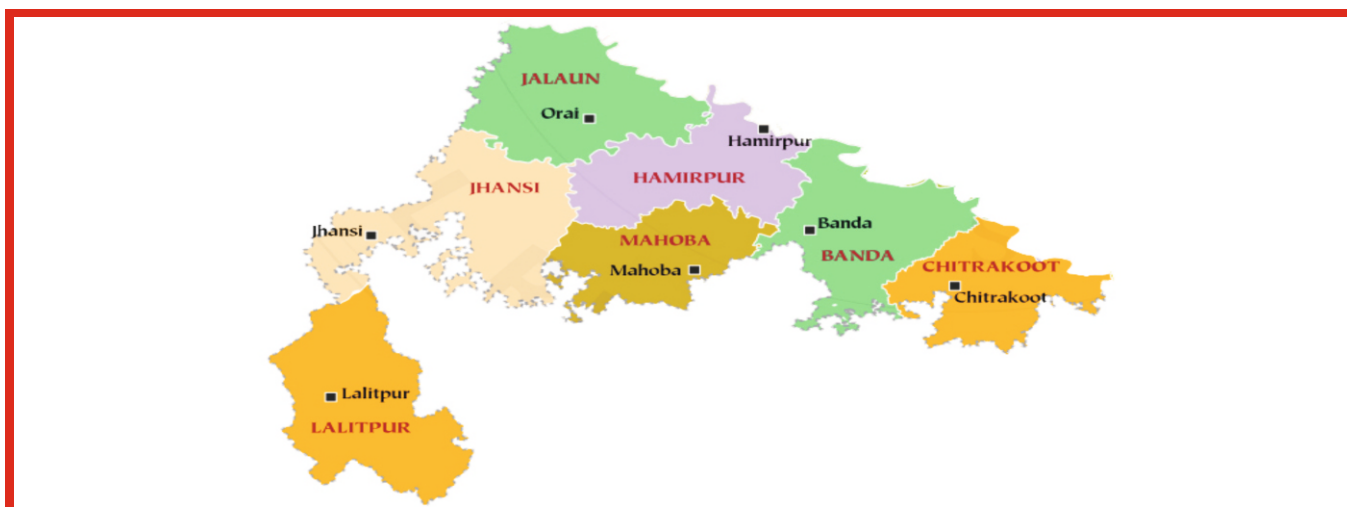 JALAUN
Orai
Hamirpur
HAMIRPUR
JHANSI
Jhansi
MAHOBA
Mahoba
Banda
BANDA
CHITRAKOOT
Chitrakoot
Lalitpur
LALITPUR